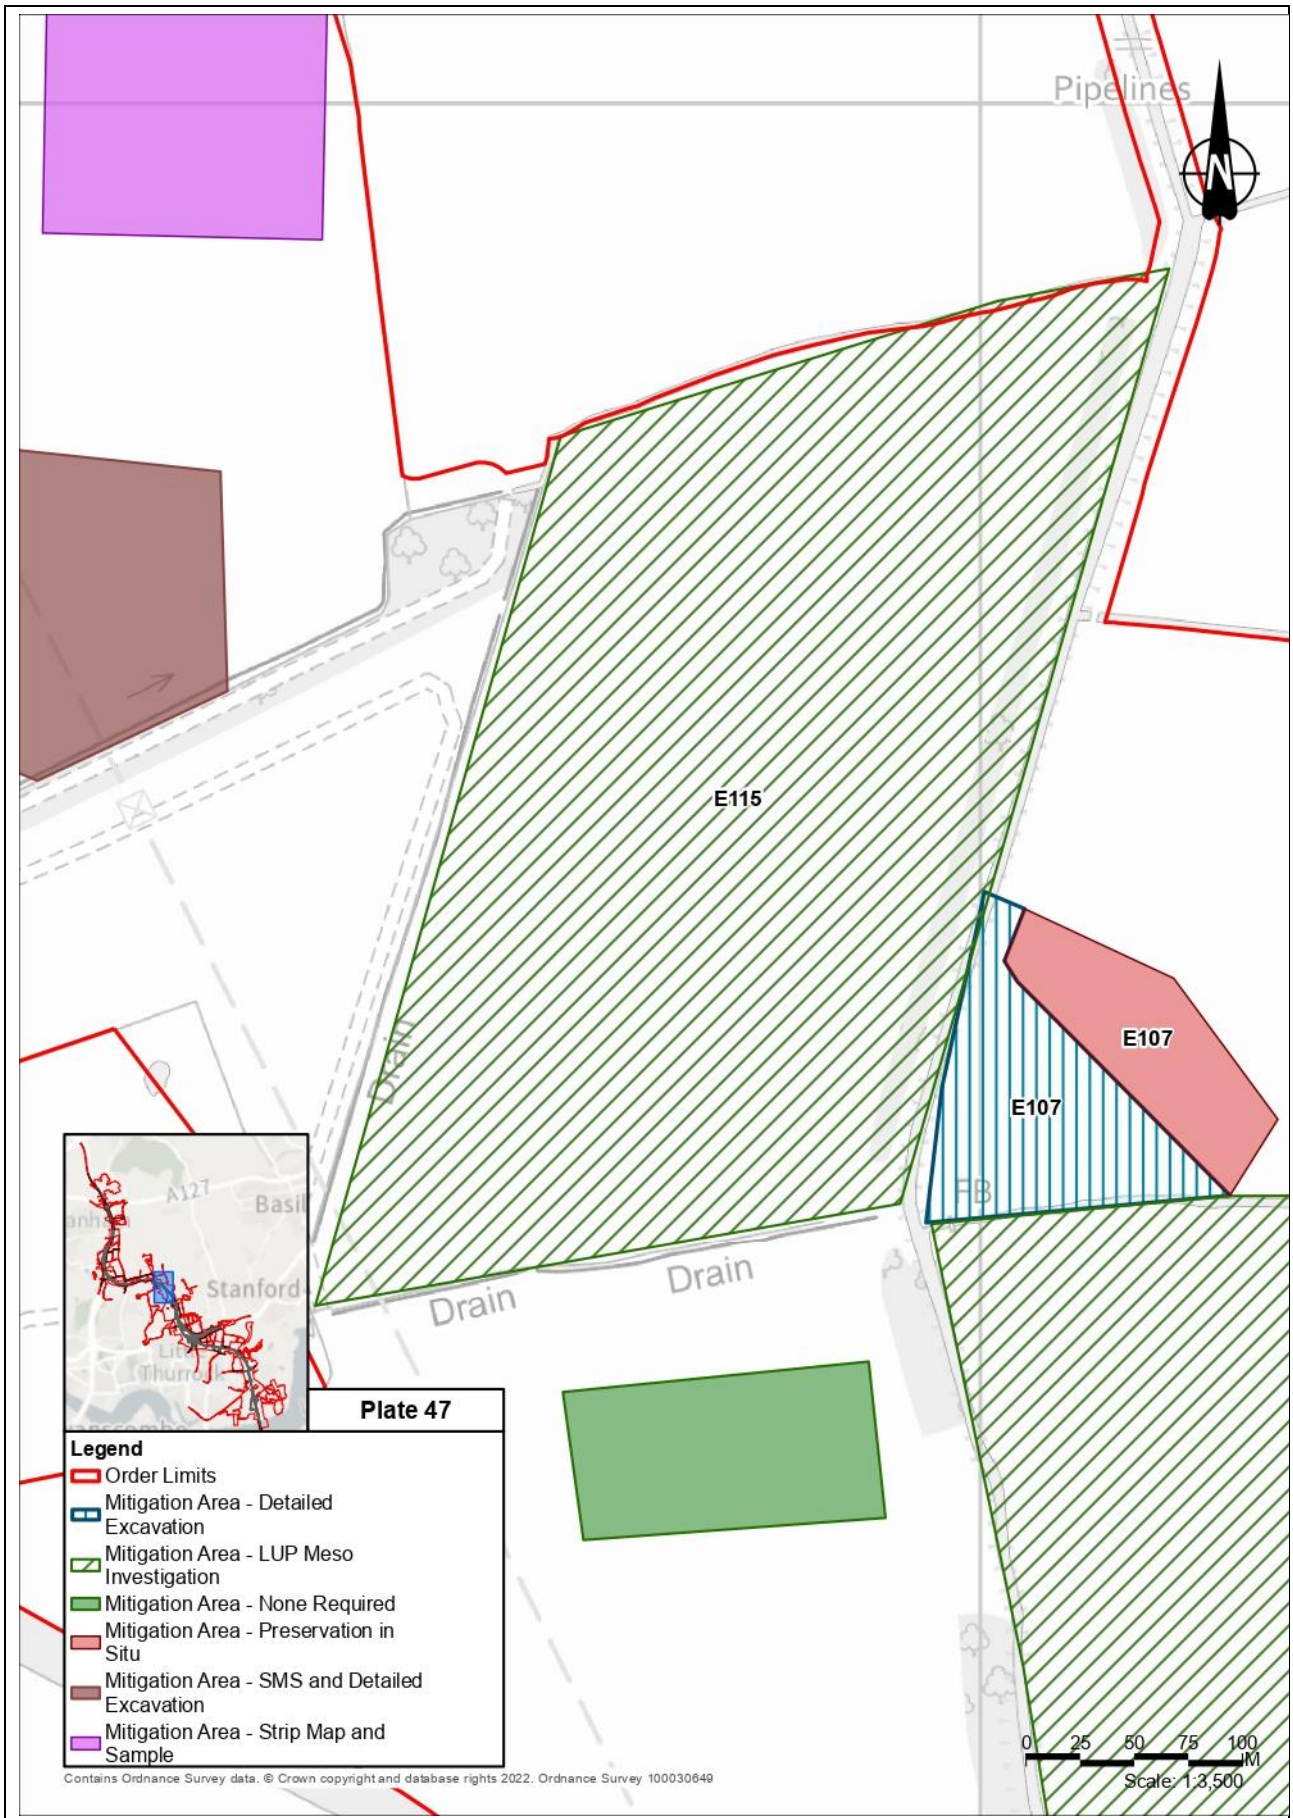 Pipelines
N
E115
E107
E107
Drain
FB
Drain
Drain
A127
Basil
Stanford
Thurrock
Plate 47
Legend
Order Limits
Mitigation Area - Detailed
Excavation
Mitigation Area - LUP Meso
Investigation
Mitigation Area - None Required
Mitigation Area - Preservation in
Situ
Mitigation Area - SMS and Detailed
Excavation
Mitigation Area - Strip Map and
Sample
0 25 50 75 100
M
Scale: 1:3,500
Contains Ordnance Survey data. © Crown copyright and database rights 2022. Ordnance Survey 100030649